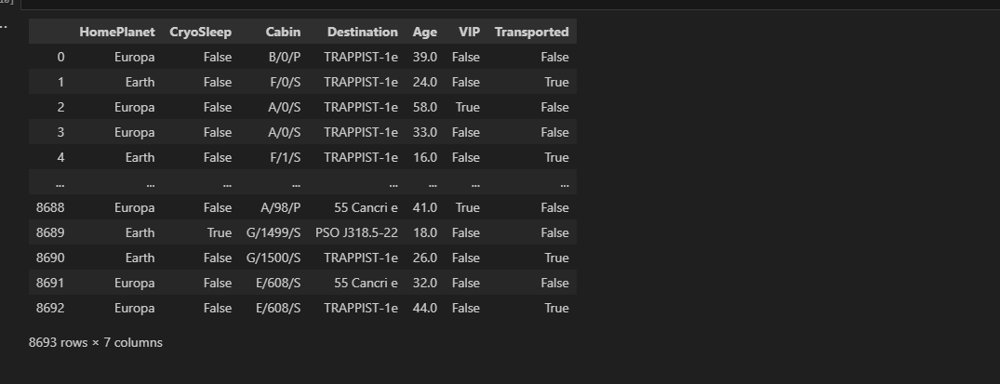 HomePlanet CryoSleep Cabin Destination Age VIP Transported
0 Europa False B/0/P TRAPPIST-1e 39.0 False False
1 Earth False F/0/S TRAPPIST-1e 24.0 False True
2 Europa False A/0/S TRAPPIST-1e 58.0 True False
3 Europa False A/0/S TRAPPIST-1e 33.0 False False
4 Earth False F/1/S TRAPPIST-1e 16.0 False True
... ... ... ... ... ... ... ...
8688 Europa False A/98/P 55 Cancri e 41.0 True False
8689 Earth True G/1499/S PSO J318.5-22 18.0 False False
8690 Earth False G/1500/S TRAPPIST-1e 26.0 False True
8691 Europa False E/608/S 55 Cancri e 32.0 False False
8692 Europa False E/608/S TRAPPIST-1e 44.0 False True
8693 rows × 7 columns